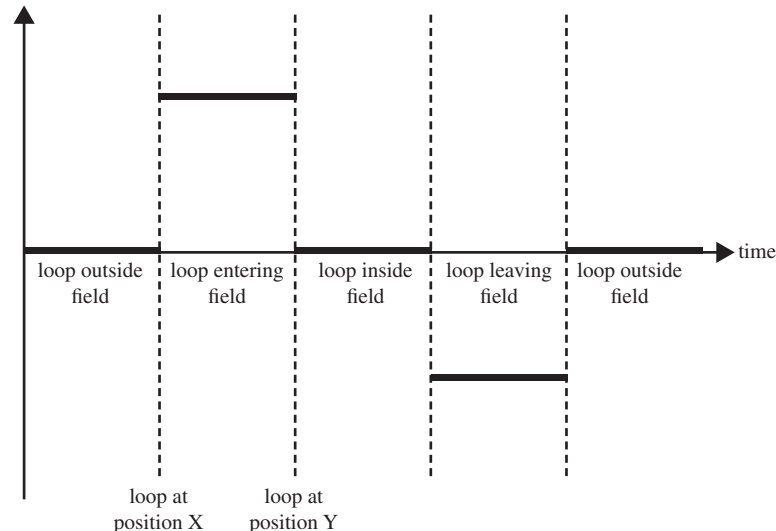 time
loop outside
field
loop entering
field
loop inside
field
loop leaving
field
loop outside
field
loop at
position X
loop at
position Y